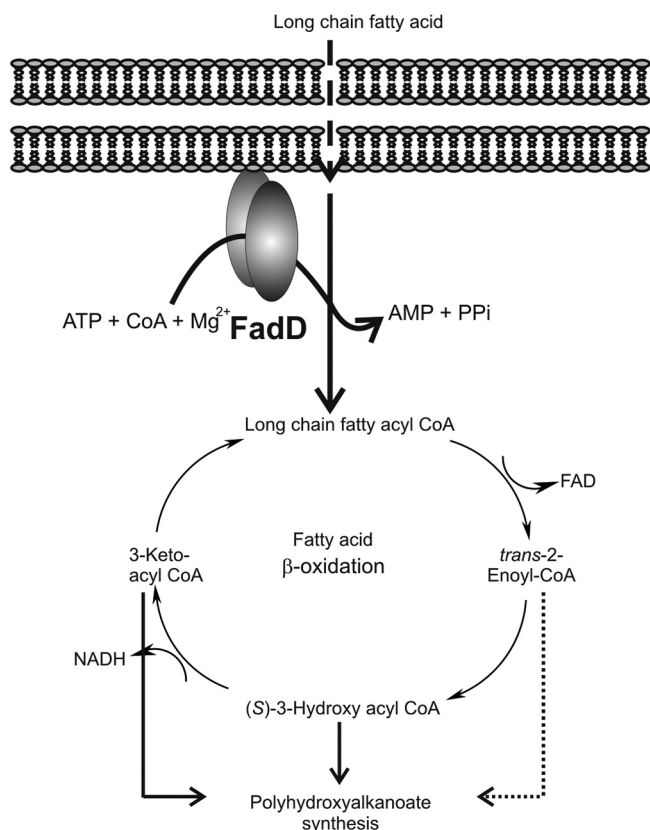 Long chain fatty acid
ATP + CoA + Mg2+
FadD
AMP + PPi
Long chain fatty acyl CoA
FAD
Fatty acid
β-oxidation
3-Keto-
acyl CoA
trans-2-
Enoyl-CoA
NADH
(S)-3-Hydroxy acyl CoA
Polyhydroxyalkanoate
synthesis